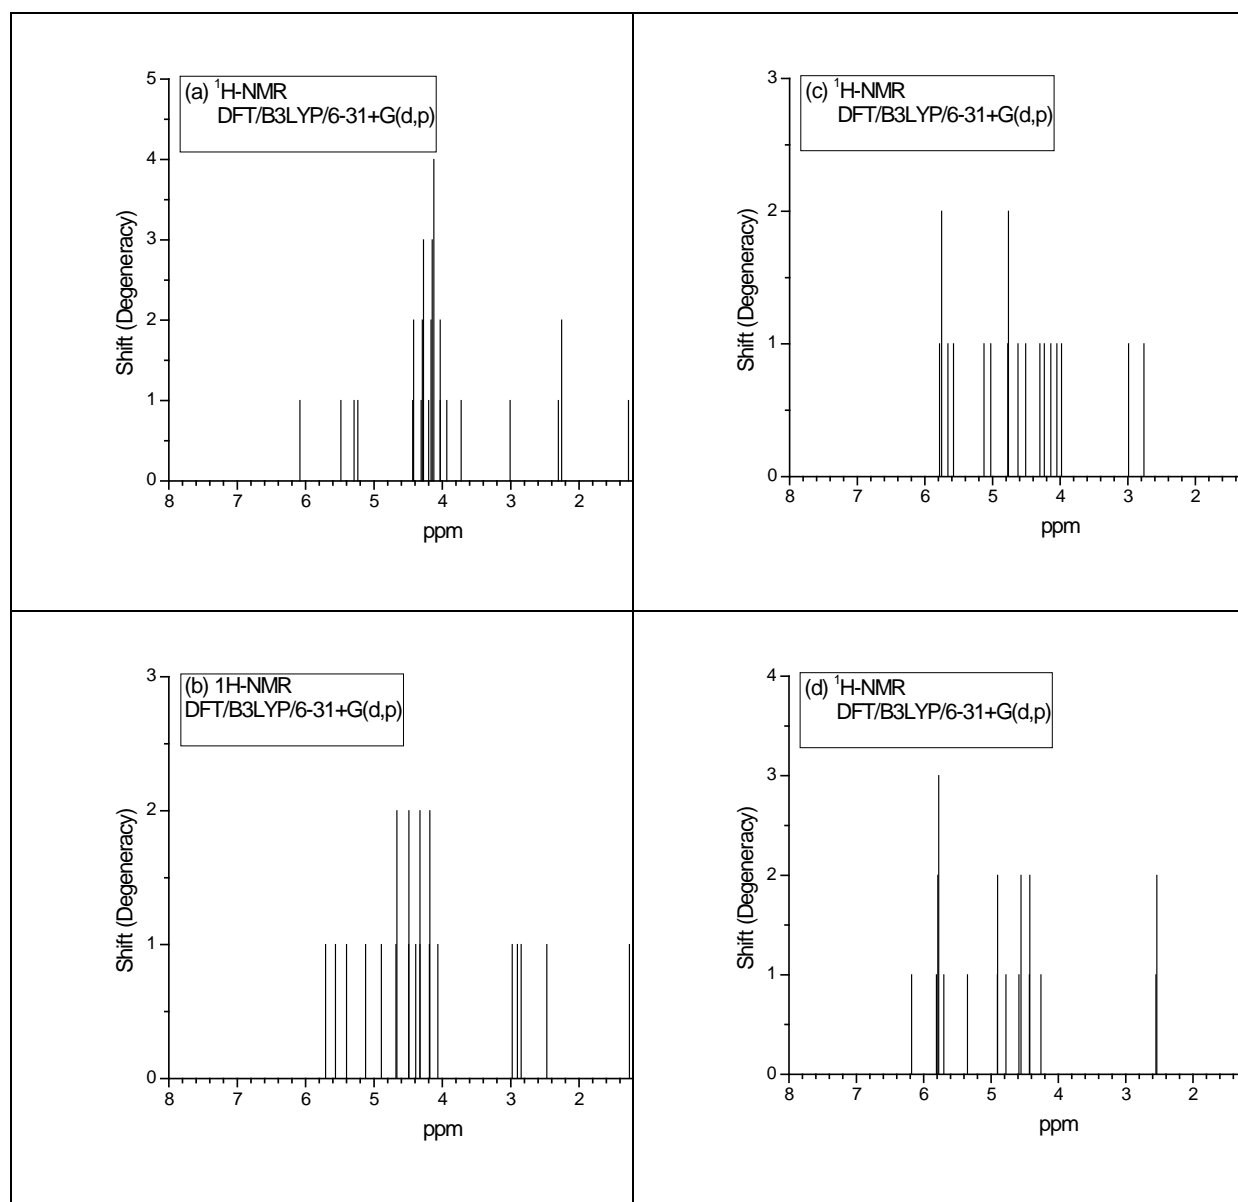 (a) ¹H-NMR
DFT/B3LYP/6-31+G(d,p)
5
4
3
2
1
0
Shift (Degeneracy)
8 7 6 5 4 3 2
ppm
(c) ¹H-NMR
DFT/B3LYP/6-31+G(d,p)
3
2
1
0
Shift (Degeneracy)
8 7 6 5 4 3 2
ppm
(b) 1H-NMR
DFT/B3LYP/6-31+G(d,p)
3
2
1
0
Shift (Degeneracy)
8 7 6 5 4 3 2
ppm
(d) ¹H-NMR
DFT/B3LYP/6-31+G(d,p)
4
3
2
1
0
Shift (Degeneracy)
8 7 6 5 4 3 2
ppm